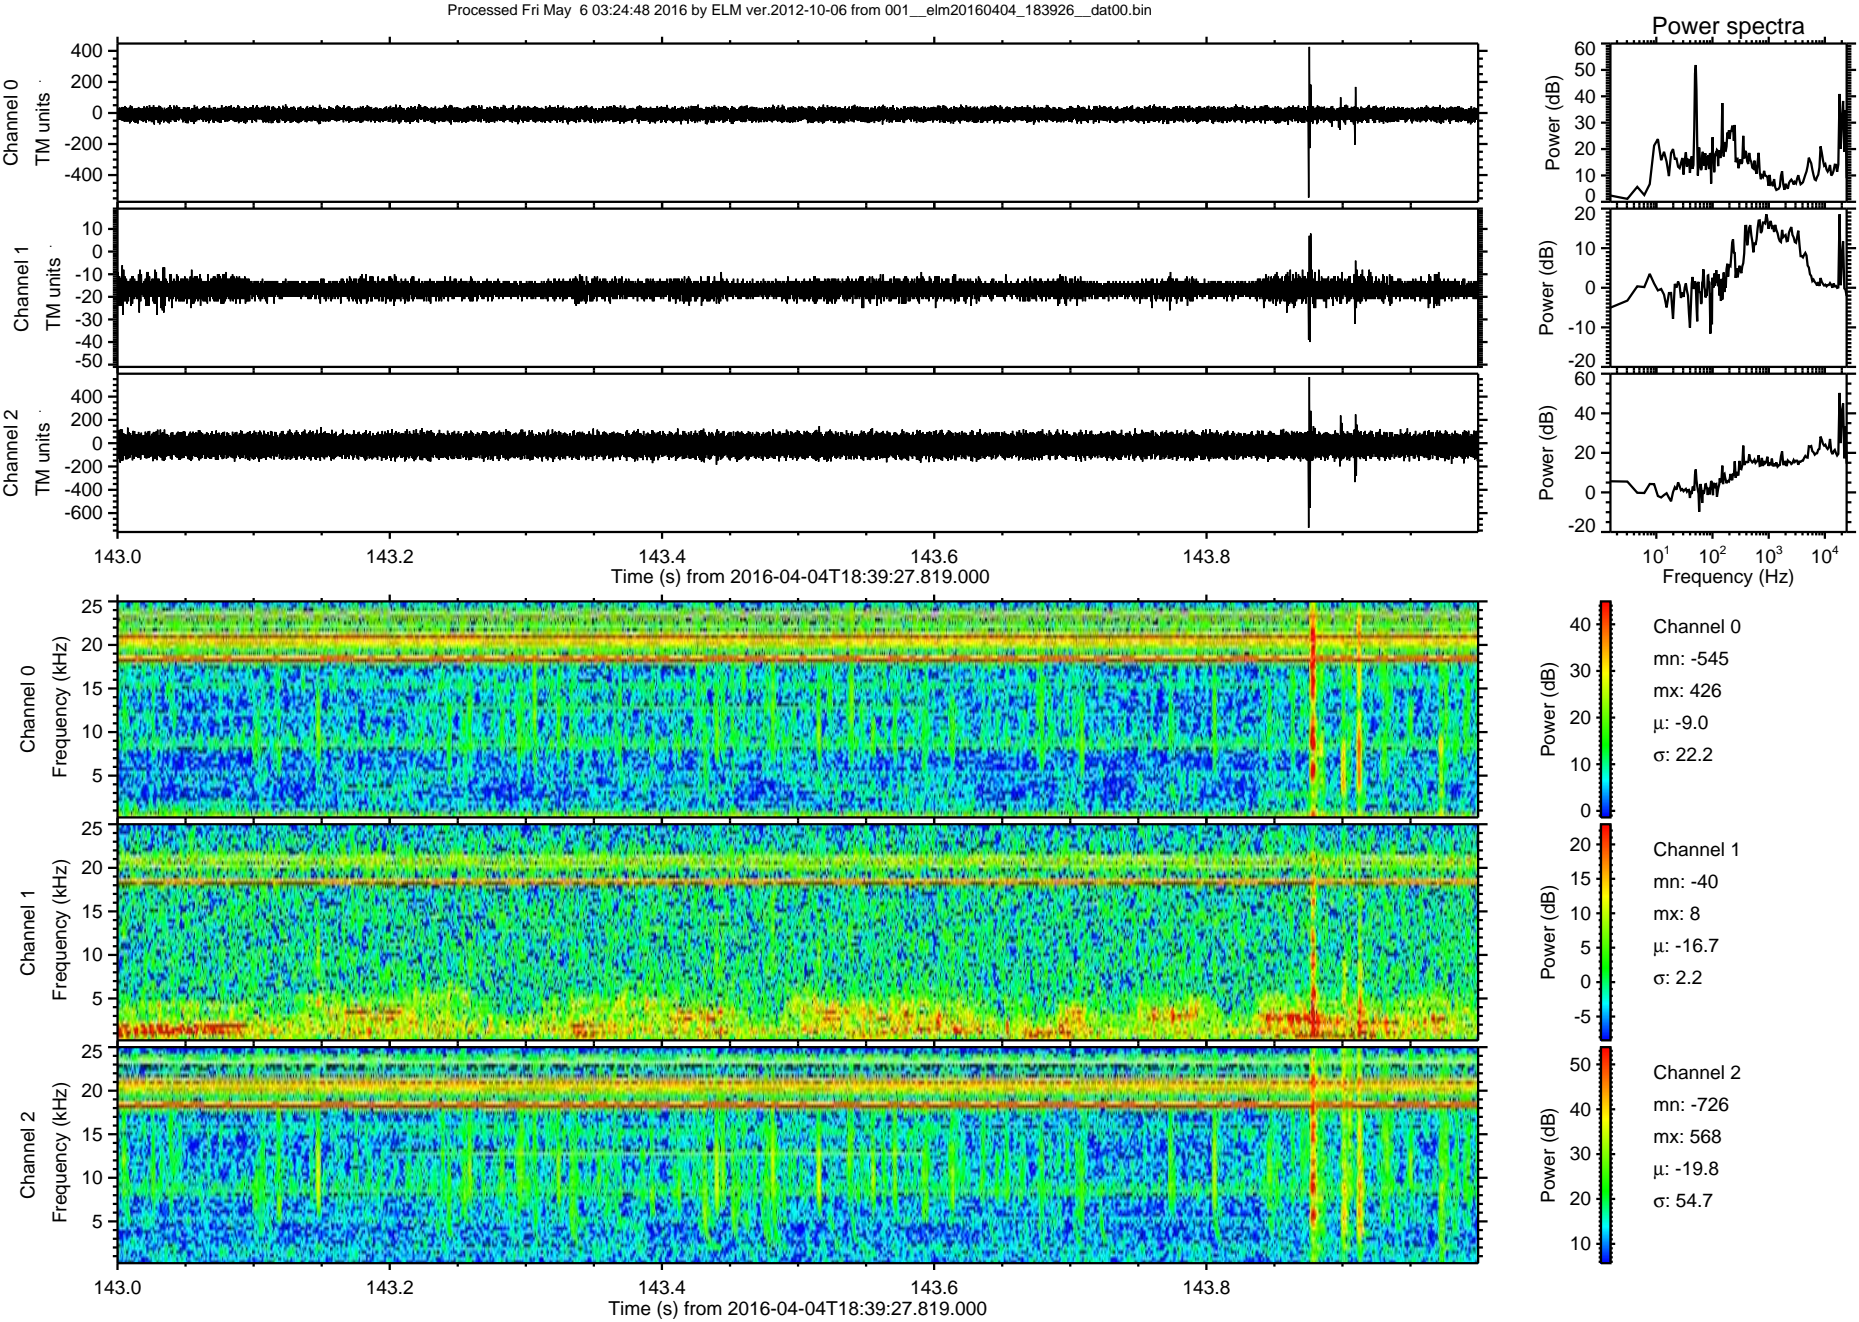 Processed Fri May  6 03:24:48 2016 by ELM ver.2012-10-06 from 001__elm20160404_183926__dat00.bin
Power spectra
Channel 0
TM units
400
200
0
-200
-400
Power (dB)
60
50
40
30
20
10
0
Channel 1
TM units
10
0
-10
-20
-30
-40
-50
Power (dB)
20
10
0
-10
-20
Channel 2
TM units
400
200
0
-200
-400
-600
Power (dB)
60
40
20
0
-20
143.0
143.2
143.4
143.6
143.8
Time (s) from 2016-04-04T18:39:27.819.000
10^1
10^2
10^3
10^4
Frequency (Hz)
Channel 0
Frequency (kHz)
25
20
15
10
5
Power (dB)
40
30
20
10
0
Channel 0
mn: -545
mx: 426
μ: -9.0
σ: 22.2
Channel 1
Frequency (kHz)
25
20
15
10
5
Power (dB)
20
15
10
5
0
-5
Channel 1
mn: -40
mx: 8
μ: -16.7
σ: 2.2
Channel 2
Frequency (kHz)
25
20
15
10
5
Power (dB)
50
40
30
20
10
Channel 2
mn: -726
mx: 568
μ: -19.8
σ: 54.7
143.0
143.2
143.4
143.6
143.8
Time (s) from 2016-04-04T18:39:27.819.000